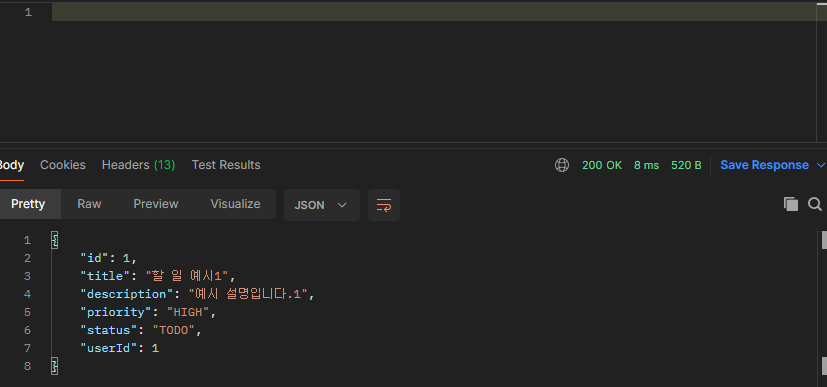 1
Body Cookies Headers (13) Test Results 200 OK 8 ms 520 B Save Response
Pretty Raw Preview Visualize JSON
1 {
2 "id": 1,
3 "title": "할 일 예시1",
4 "description": "예시 설명입니다.1",
5 "priority": "HIGH",
6 "status": "TODO",
7 "userId": 1
8 }